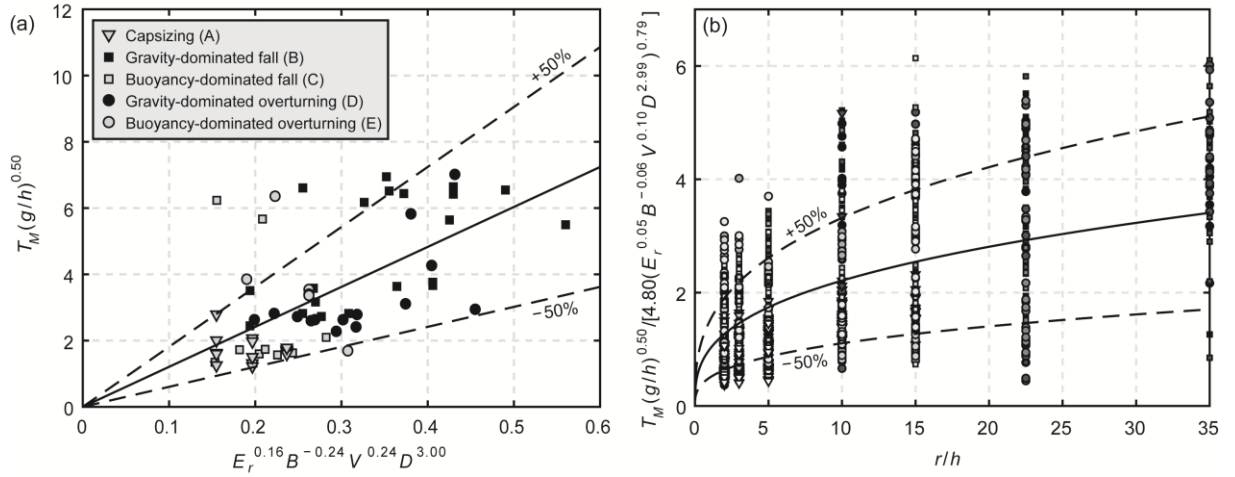 (a)
Capsizing (A)
Gravity-dominated fall (B)
Buoyancy-dominated fall (C)
Gravity-dominated overturning (D)
Buoyancy-dominated overturning (E)
+50%
−50%
12
10
8
6
4
2
0
0 0.1 0.2 0.3 0.4 0.5 0.6
T_M(g/h)^0.50
E_r^0.16 B^−0.24 V^0.24 D^3.00
(b)
+50%
−50%
6
4
2
0
0 5 10 15 20 25 30 35
T_M(g/h)^0.50/[4.80(E_r^0.05 B^−0.06 V^0.10 D^2.99)^0.79]
r/h